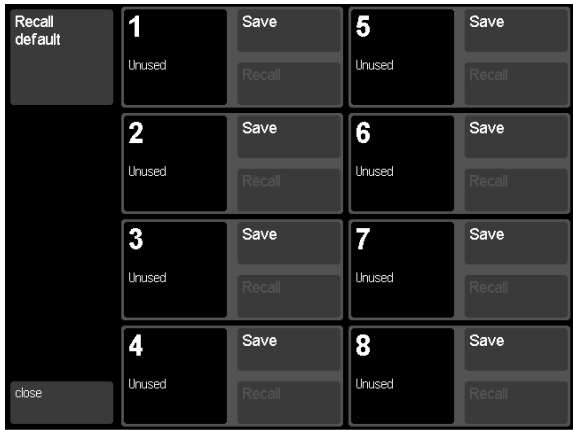 Recall
default
1
Save
Unused
Recall
2
Save
Unused
Recall
3
Save
Unused
Recall
4
Save
Unused
Recall
5
Save
Unused
Recall
6
Save
Unused
Recall
7
Save
Unused
Recall
8
Save
Unused
Recall
close